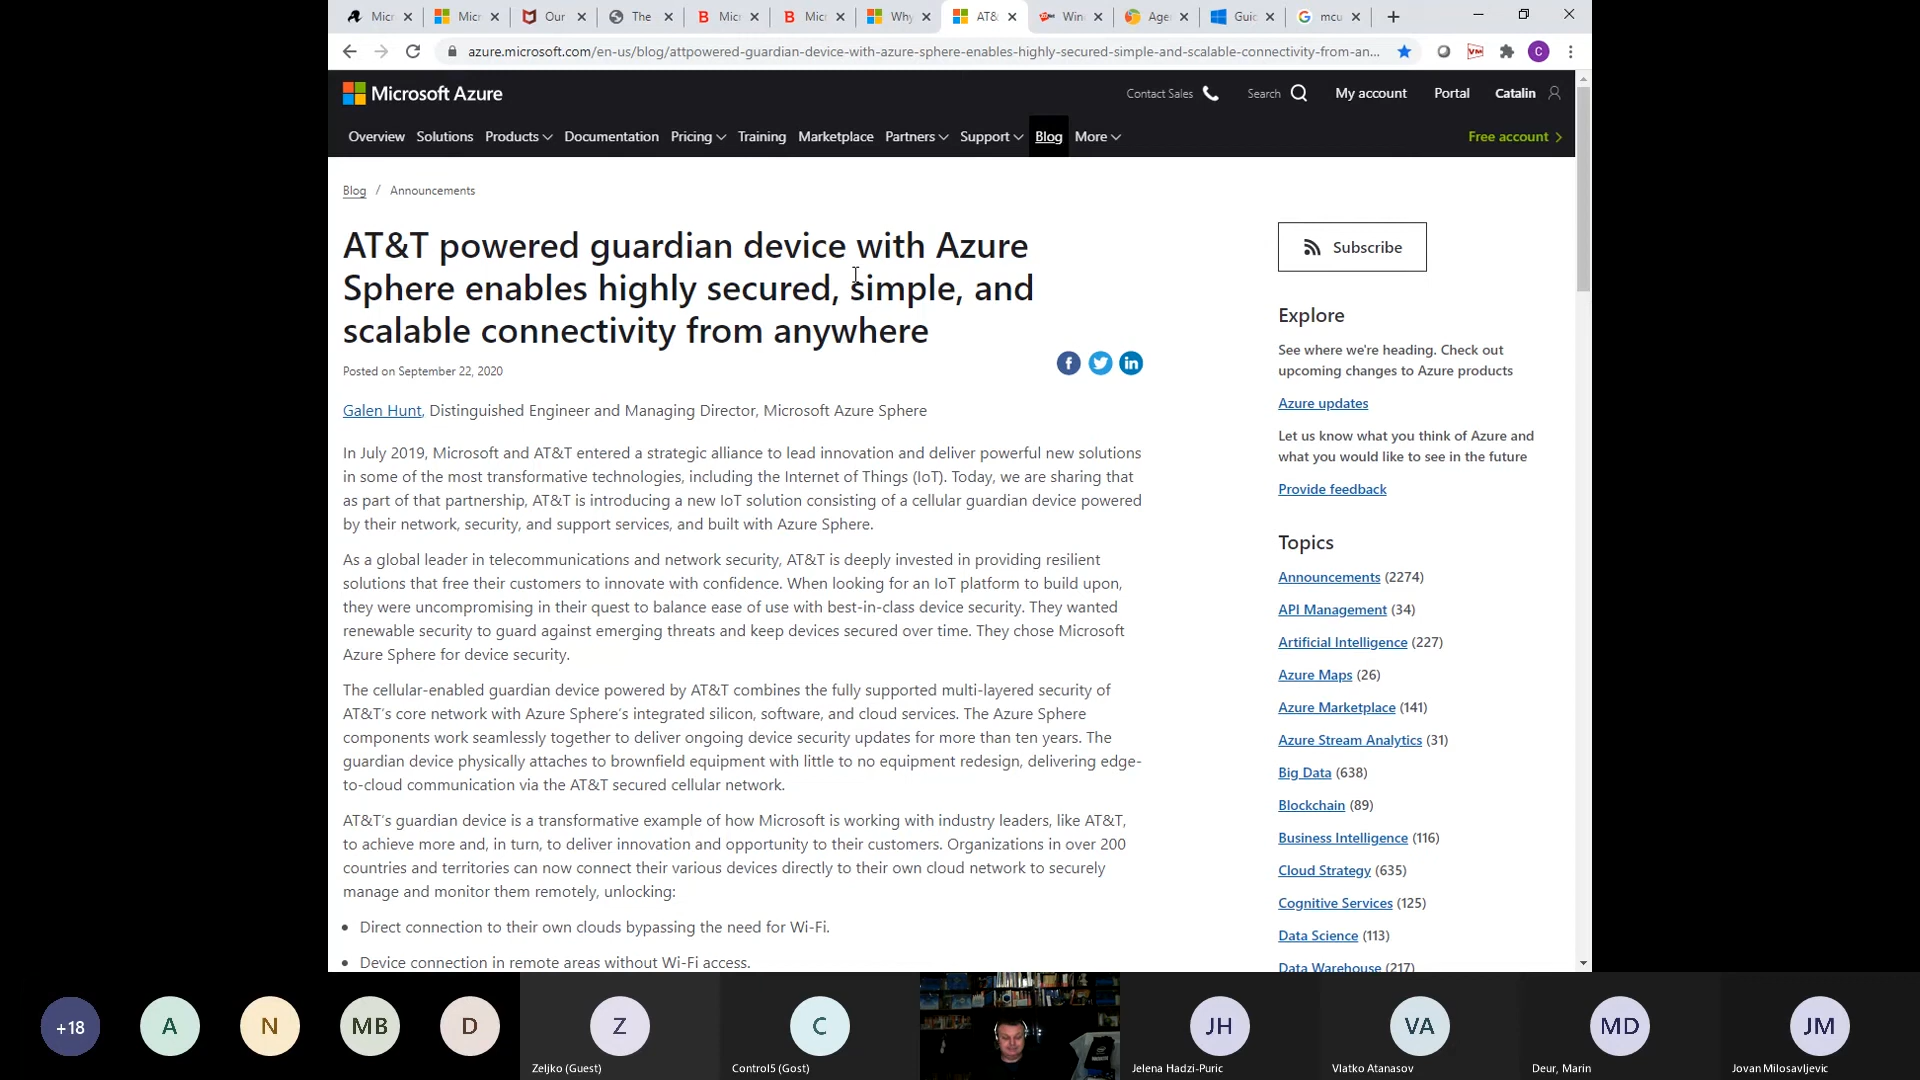 Micr
Micr
Our
The
Micr
Micr
Why
AT&
Win
Age
Guid
mcu
azure.microsoft.com/en-us/blog/attpowered-guardian-device-with-azure-sphere-enables-highly-secured-simple-and-scalable-connectivity-from-an...
C
Microsoft Azure
Contact Sales
Search
My account
Portal
Catalin
Overview
Solutions
Products
Documentation
Pricing
Training
Marketplace
Partners
Support
Blog
More
Free account
Blog / Announcements
AT&T powered guardian device with Azure
Sphere enables highly secured, simple, and
scalable connectivity from anywhere
Posted on September 22, 2020
Galen Hunt, Distinguished Engineer and Managing Director, Microsoft Azure Sphere
In July 2019, Microsoft and AT&T entered a strategic alliance to lead innovation and deliver powerful new solutions
in some of the most transformative technologies, including the Internet of Things (IoT). Today, we are sharing that
as part of that partnership, AT&T is introducing a new IoT solution consisting of a cellular guardian device powered
by their network, security, and support services, and built with Azure Sphere.
As a global leader in telecommunications and network security, AT&T is deeply invested in providing resilient
solutions that free their customers to innovate with confidence. When looking for an IoT platform to build upon,
they were uncompromising in their quest to balance ease of use with best-in-class device security. They wanted
renewable security to guard against emerging threats and keep devices secured over time. They chose Microsoft
Azure Sphere for device security.
The cellular-enabled guardian device powered by AT&T combines the fully supported multi-layered security of
AT&T's core network with Azure Sphere's integrated silicon, software, and cloud services. The Azure Sphere
components work seamlessly together to deliver ongoing device security updates for more than ten years. The
guardian device physically attaches to brownfield equipment with little to no equipment redesign, delivering edge-
to-cloud communication via the AT&T secured cellular network.
AT&T's guardian device is a transformative example of how Microsoft is working with industry leaders, like AT&T,
to achieve more and, in turn, to deliver innovation and opportunity to their customers. Organizations in over 200
countries and territories can now connect their various devices directly to their own cloud network to securely
manage and monitor them remotely, unlocking:
• Direct connection to their own clouds bypassing the need for Wi-Fi.
• Device connection in remote areas without Wi-Fi access.
Subscribe
Explore
See where we're heading. Check out
upcoming changes to Azure products
Azure updates
Let us know what you think of Azure and
what you would like to see in the future
Provide feedback
Topics
Announcements (2274)
API Management (34)
Artificial Intelligence (227)
Azure Maps (26)
Azure Marketplace (141)
Azure Stream Analytics (31)
Big Data (638)
Blockchain (89)
Business Intelligence (116)
Cloud Strategy (635)
Cognitive Services (125)
Data Science (113)
Data Warehouse (217)
+18
A
N
MB
D
Z
C
JH
VA
MD
JM
Zeljko (Guest)
Control5 (Gost)
Jelena Hadzi-Puric
Vlatko Atanasov
Deur, Marin
Jovan Milosavljevic